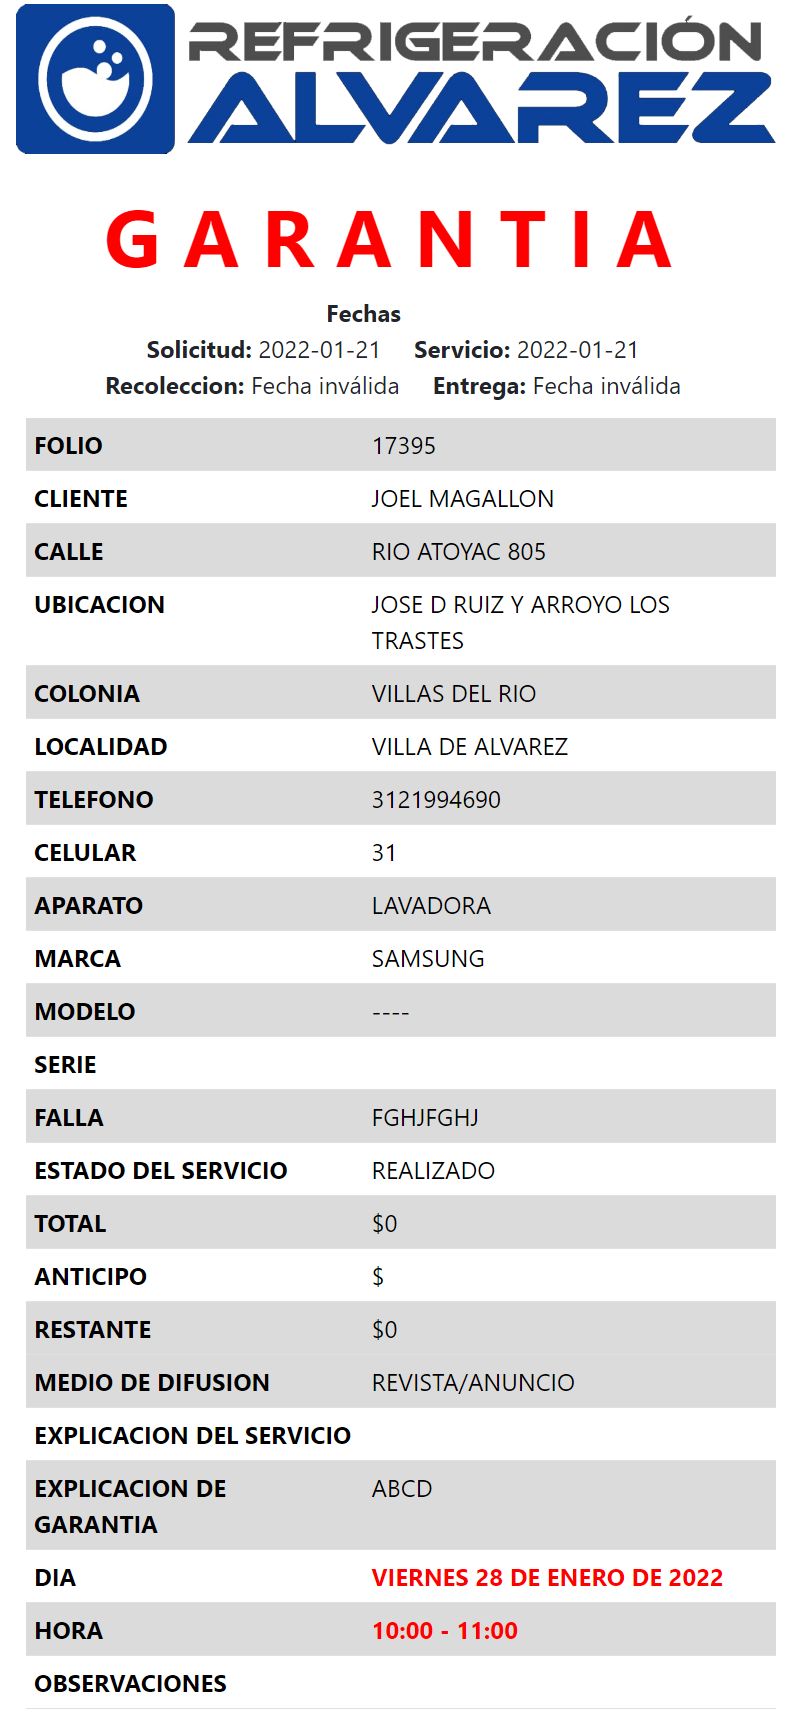 REFRIGERACIÓN
ALVAREZ
GARANTIA
Fechas
Solicitud: 2022-01-21 Servicio: 2022-01-21
Recoleccion: Fecha inválida Entrega: Fecha inválida
FOLIO 17395
CLIENTE JOEL MAGALLON
CALLE RIO ATOYAC 805
UBICACION JOSE D RUIZ Y ARROYO LOS
TRASTES
COLONIA VILLAS DEL RIO
LOCALIDAD VILLA DE ALVAREZ
TELEFONO 3121994690
CELULAR 31
APARATO LAVADORA
MARCA SAMSUNG
MODELO ----
SERIE
FALLA FGHJFGHJ
ESTADO DEL SERVICIO REALIZADO
TOTAL $0
ANTICIPO $
RESTANTE $0
MEDIO DE DIFUSION REVISTA/ANUNCIO
EXPLICACION DEL SERVICIO
EXPLICACION DE ABCD
GARANTIA
DIA VIERNES 28 DE ENERO DE 2022
HORA 10:00 - 11:00
OBSERVACIONES